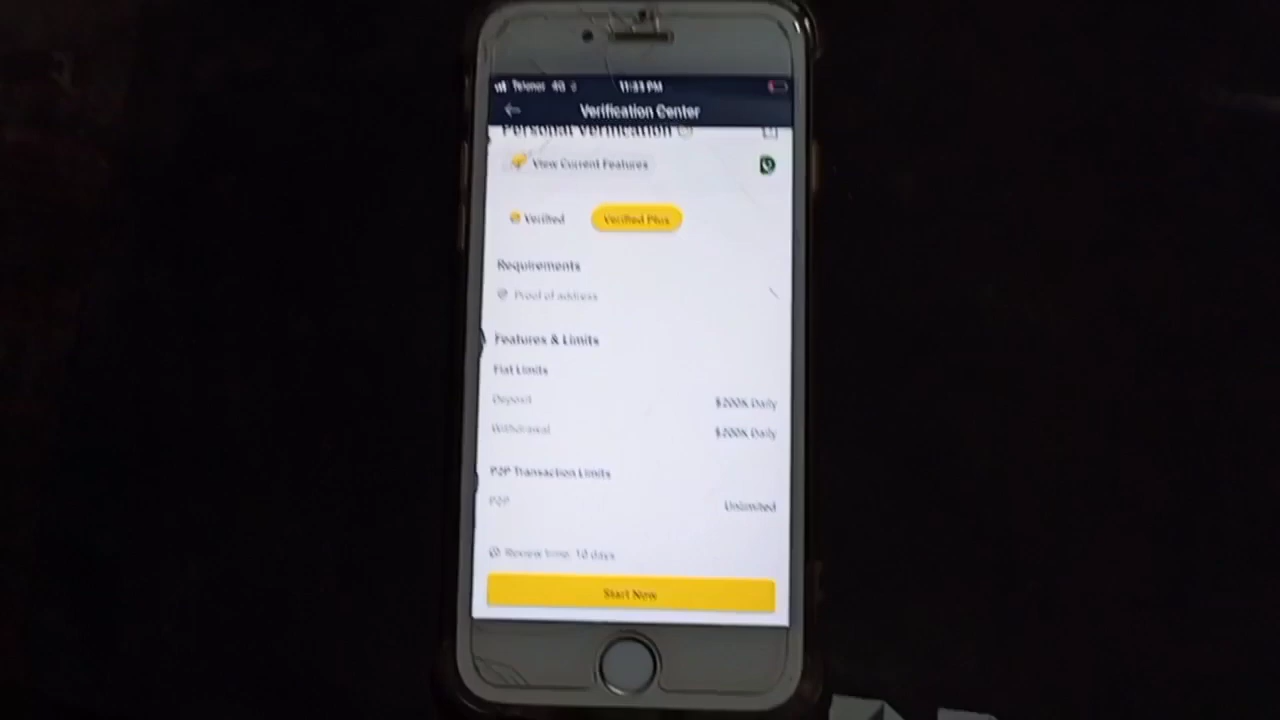 Telenor 4G 11:33 PM
Verification Center
Personal Verification
View Current Features
Verified Verified Plus
Requirements
Proof of address
Features & Limits
Fiat Limits
Deposit $200K Daily
Withdrawal $200K Daily
P2P Transaction Limits
P2P Unlimited
Review time: 10 days
Start Now